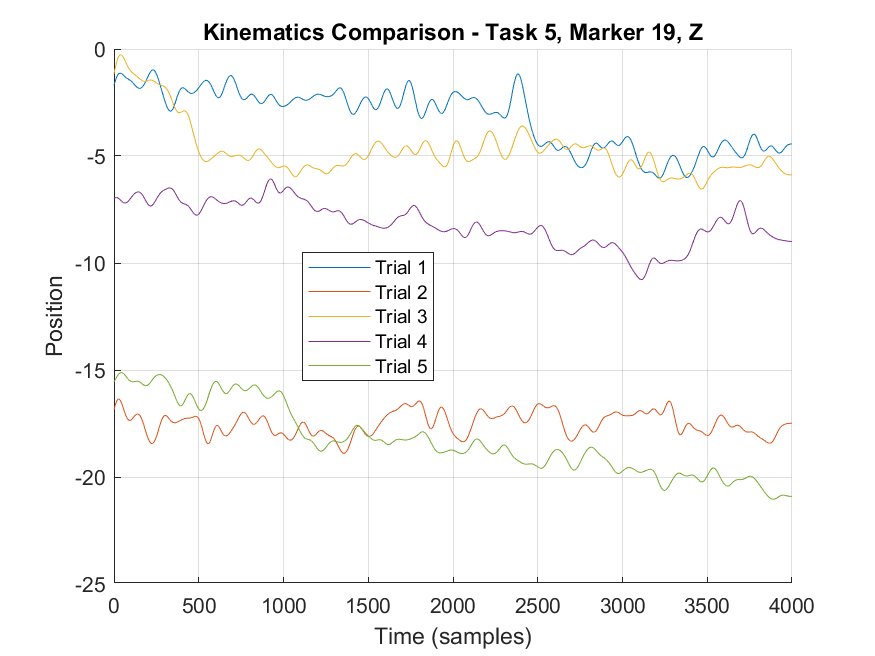 Kinematics Comparison - Task 5, Marker 19, Z
0
-5
-10
-15
-20
-25
Position
Trial 1
Trial 2
Trial 3
Trial 4
Trial 5
0 500 1000 1500 2000 2500 3000 3500 4000
Time (samples)